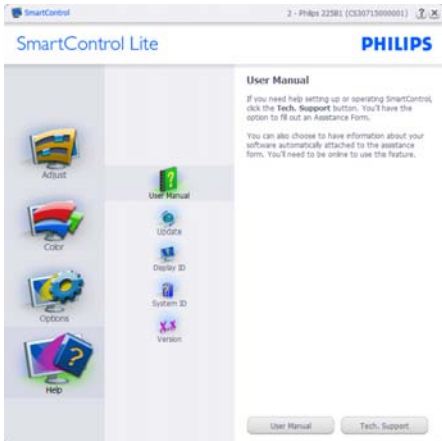 SmartControl
2 - Philips 225B1 (CS30715000001)
SmartControl Lite
PHILIPS
Adjust
Color
Options
Help
User Manual
Update
Display ID
System ID
Version
User Manual
If you need help setting up or operating SmartControl,
click the Tech. Support button. You'll have the
option to fill out an Assistance Form.
You can also choose to have information about your
software automatically attached to the assistance
form. You'll need to be online to use the feature.
User Manual
Tech. Support